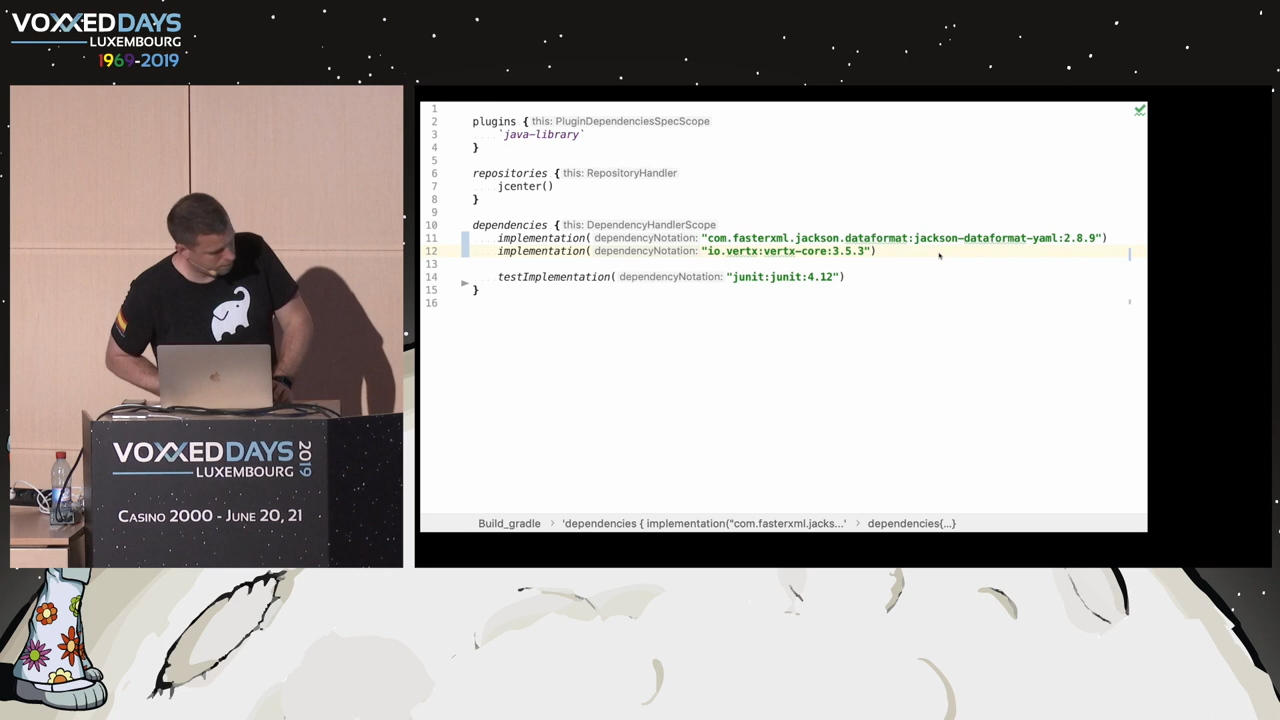 VOXXED DAYS
LUXEMBOURG
1969-2019
1
2 plugins { this: PluginDependenciesSpecScope
3 `java-library`
4 }
5
6 repositories { this: RepositoryHandler
7 jcenter()
8 }
9
10 dependencies { this: DependencyHandlerScope
11 implementation( dependencyNotation: "com.fasterxml.jackson.dataformat:jackson-dataformat-yaml:2.8.9")
12 implementation( dependencyNotation: "io.vertx:vertx-core:3.5.3")
13
14 testImplementation( dependencyNotation: "junit:junit:4.12")
15 }
16
Build_gradle > 'dependencies { implementation("com.fasterxml.jacks...' > dependencies{...}
VOXXED DAYS 2019
LUXEMBOURG
CASINO 2000 - JUNE 20, 21